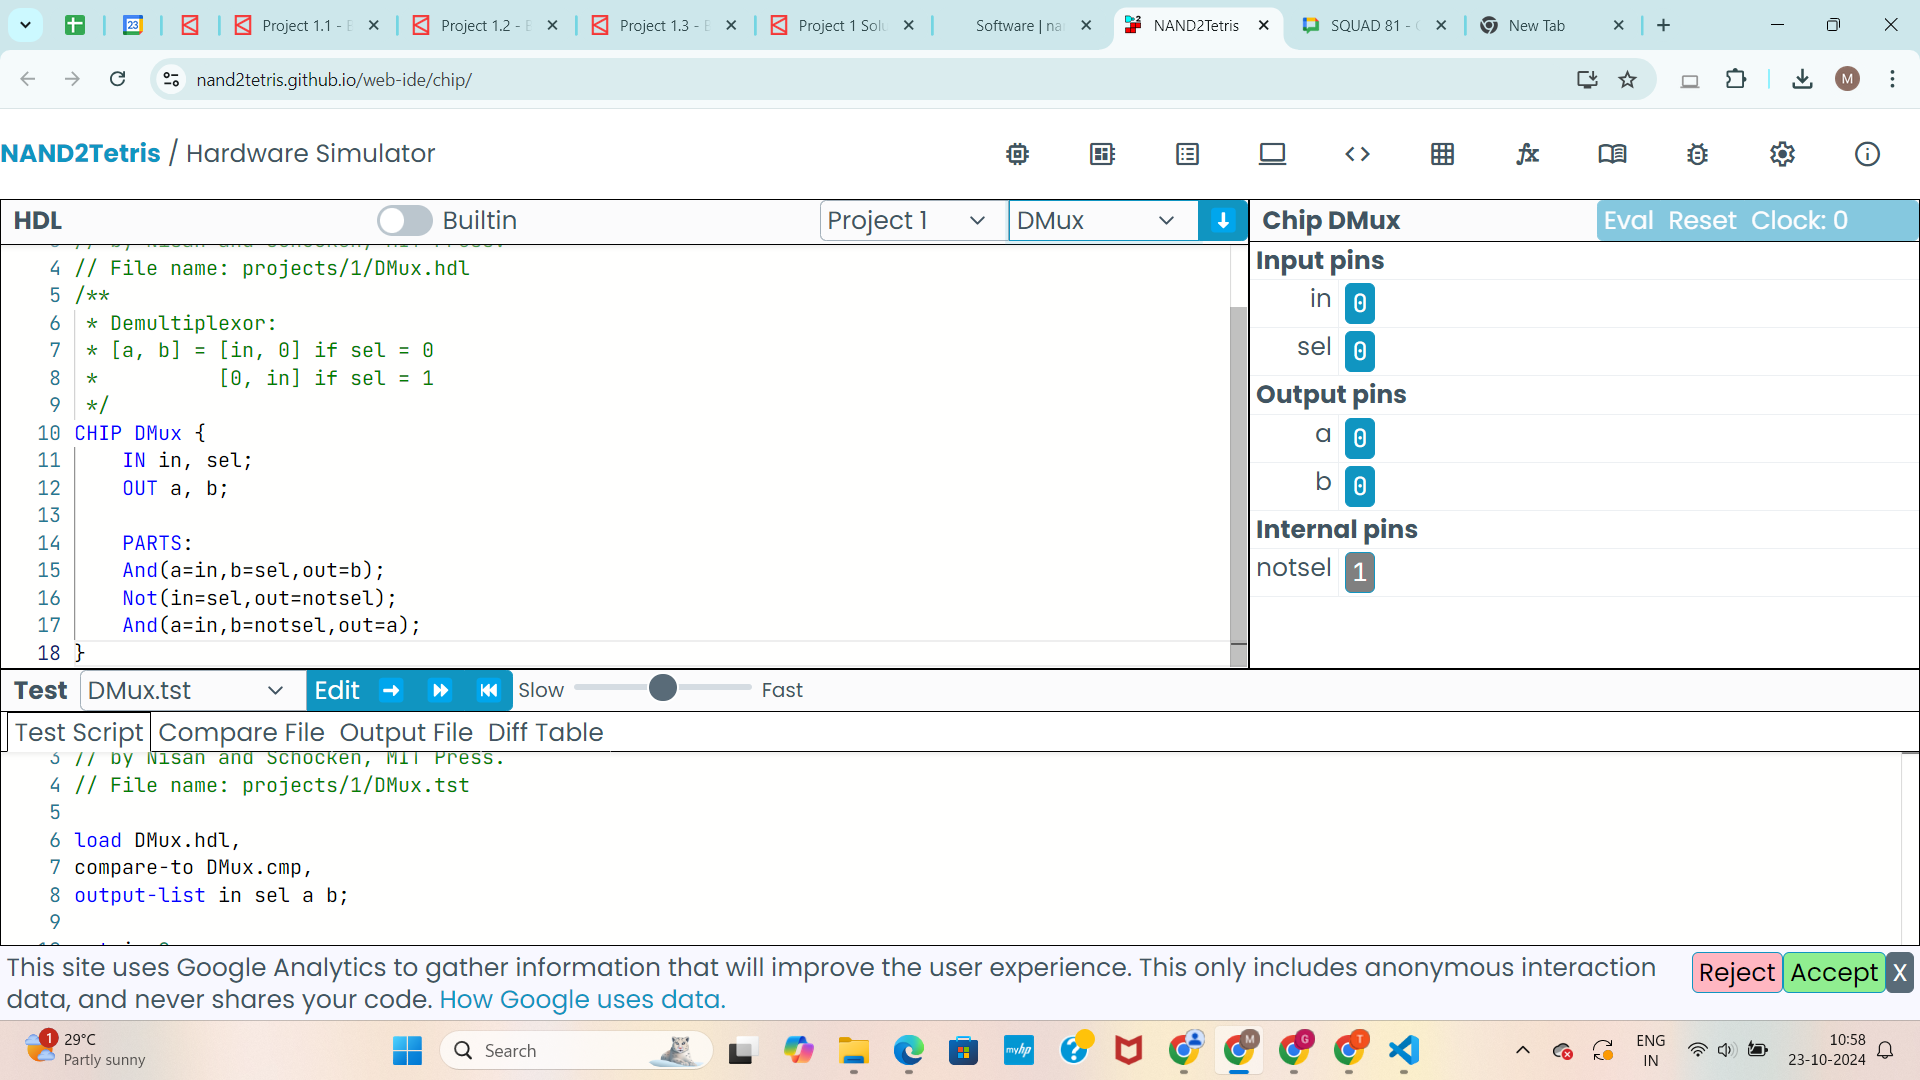 Project 1.1 - E
Project 1.2 - E
Project 1.3 - E
Project 1 Solu
Software | na
NAND2Tetris
SQUAD 81 -
New Tab
nand2tetris.github.io/web-ide/chip/
M
NAND2Tetris / Hardware Simulator
HDL
Builtin
Project 1
DMux
Chip DMux
Eval Reset Clock: 0
3 // by Nisan and Schocken, MIT Press.
4 // File name: projects/1/DMux.hdl
5 /**
6 * Demultiplexor:
7 * [a, b] = [in, 0] if sel = 0
8 * [0, in] if sel = 1
9 */
10 CHIP DMux {
11 IN in, sel;
12 OUT a, b;
13
14 PARTS:
15 And(a=in,b=sel,out=b);
16 Not(in=sel,out=notsel);
17 And(a=in,b=notsel,out=a);
18 }
Input pins
in 0
sel 0
Output pins
a 0
b 0
Internal pins
notsel 1
Test DMux.tst Edit Slow Fast
Test Script Compare File Output File Diff Table
3 // by Nisan and Schocken, MIT Press.
4 // File name: projects/1/DMux.tst
5
6 load DMux.hdl,
7 compare-to DMux.cmp,
8 output-list in sel a b;
9
This site uses Google Analytics to gather information that will improve the user experience. This only includes anonymous interaction
data, and never shares your code. How Google uses data.
Reject Accept X
1
29°C
Partly sunny
Search
myhp
M
G
T
ENG
IN
10:58
23-10-2024